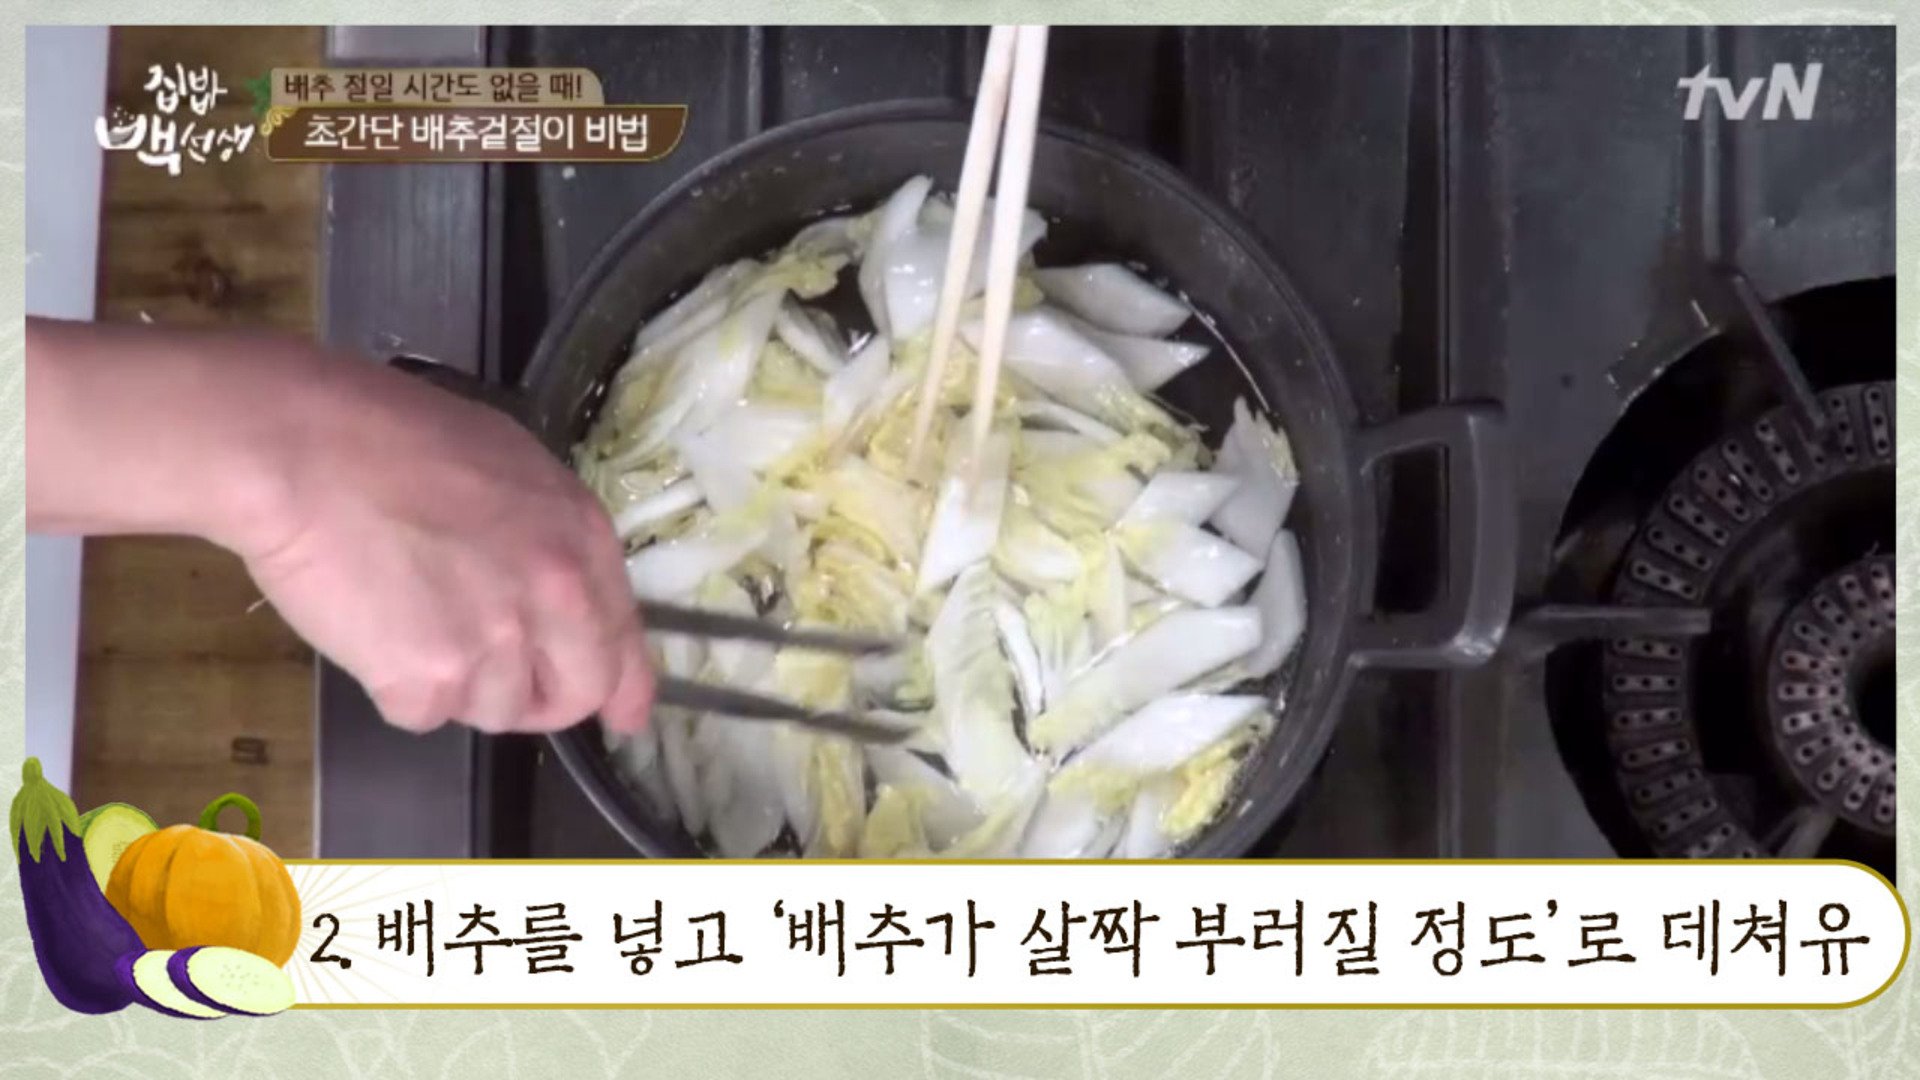 집밥
백선생
배추 절일 시간도 없을 때!
초간단 배추겉절이 비법
tvN
2. 배추를 넣고 ‘배추가 살짝 부러질 정도’로 데쳐유